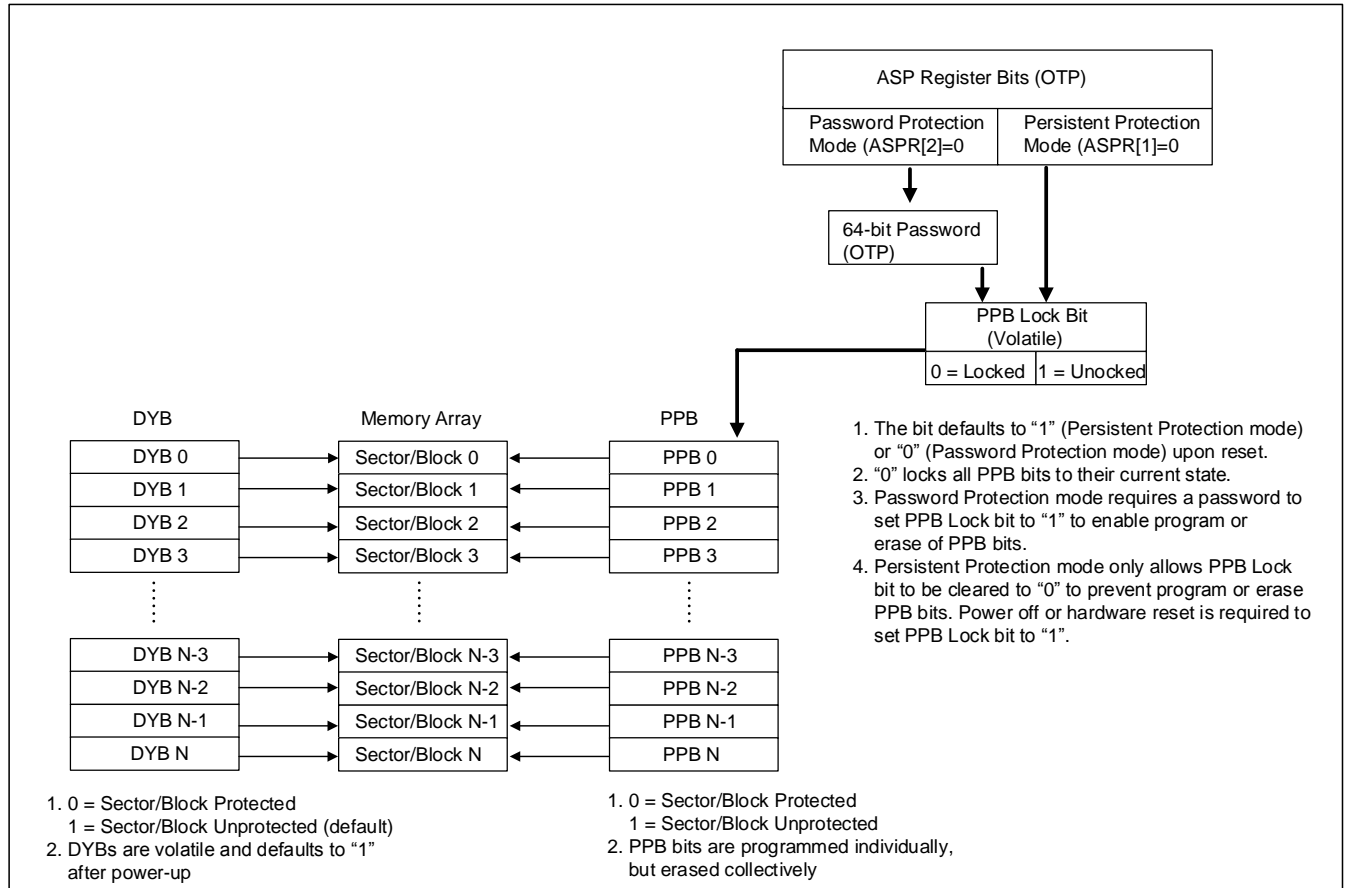 ASP Register Bits (OTP)
Password Protection
Mode (ASPR[2]=0
Persistent Protection
Mode (ASPR[1]=0
64-bit Password
(OTP)
PPB Lock Bit
(Volatile)
0 = Locked
1 = Unocked
DYB
Memory Array
PPB
DYB 0
Sector/Block 0
PPB 0
DYB 1
Sector/Block 1
PPB 1
DYB 2
Sector/Block 2
PPB 2
DYB 3
Sector/Block 3
PPB 3
DYB N-3
Sector/Block N-3
PPB N-3
DYB N-2
Sector/Block N-2
PPB N-2
DYB N-1
Sector/Block N-1
PPB N-1
DYB N
Sector/Block N
PPB N
1. The bit defaults to “1” (Persistent Protection mode)
or “0” (Password Protection mode) upon reset.
2. “0” locks all PPB bits to their current state.
3. Password Protection mode requires a password to
set PPB Lock bit to “1” to enable program or
erase of PPB bits.
4. Persistent Protection mode only allows PPB Lock
bit to be cleared to “0” to prevent program or erase
PPB bits. Power off or hardware reset is required to
set PPB Lock bit to “1”.
1. 0 = Sector/Block Protected
1 = Sector/Block Unprotected (default)
2. DYBs are volatile and defaults to “1”
after power-up
1. 0 = Sector/Block Protected
1 = Sector/Block Unprotected
2. PPB bits are programmed individually,
but erased collectively